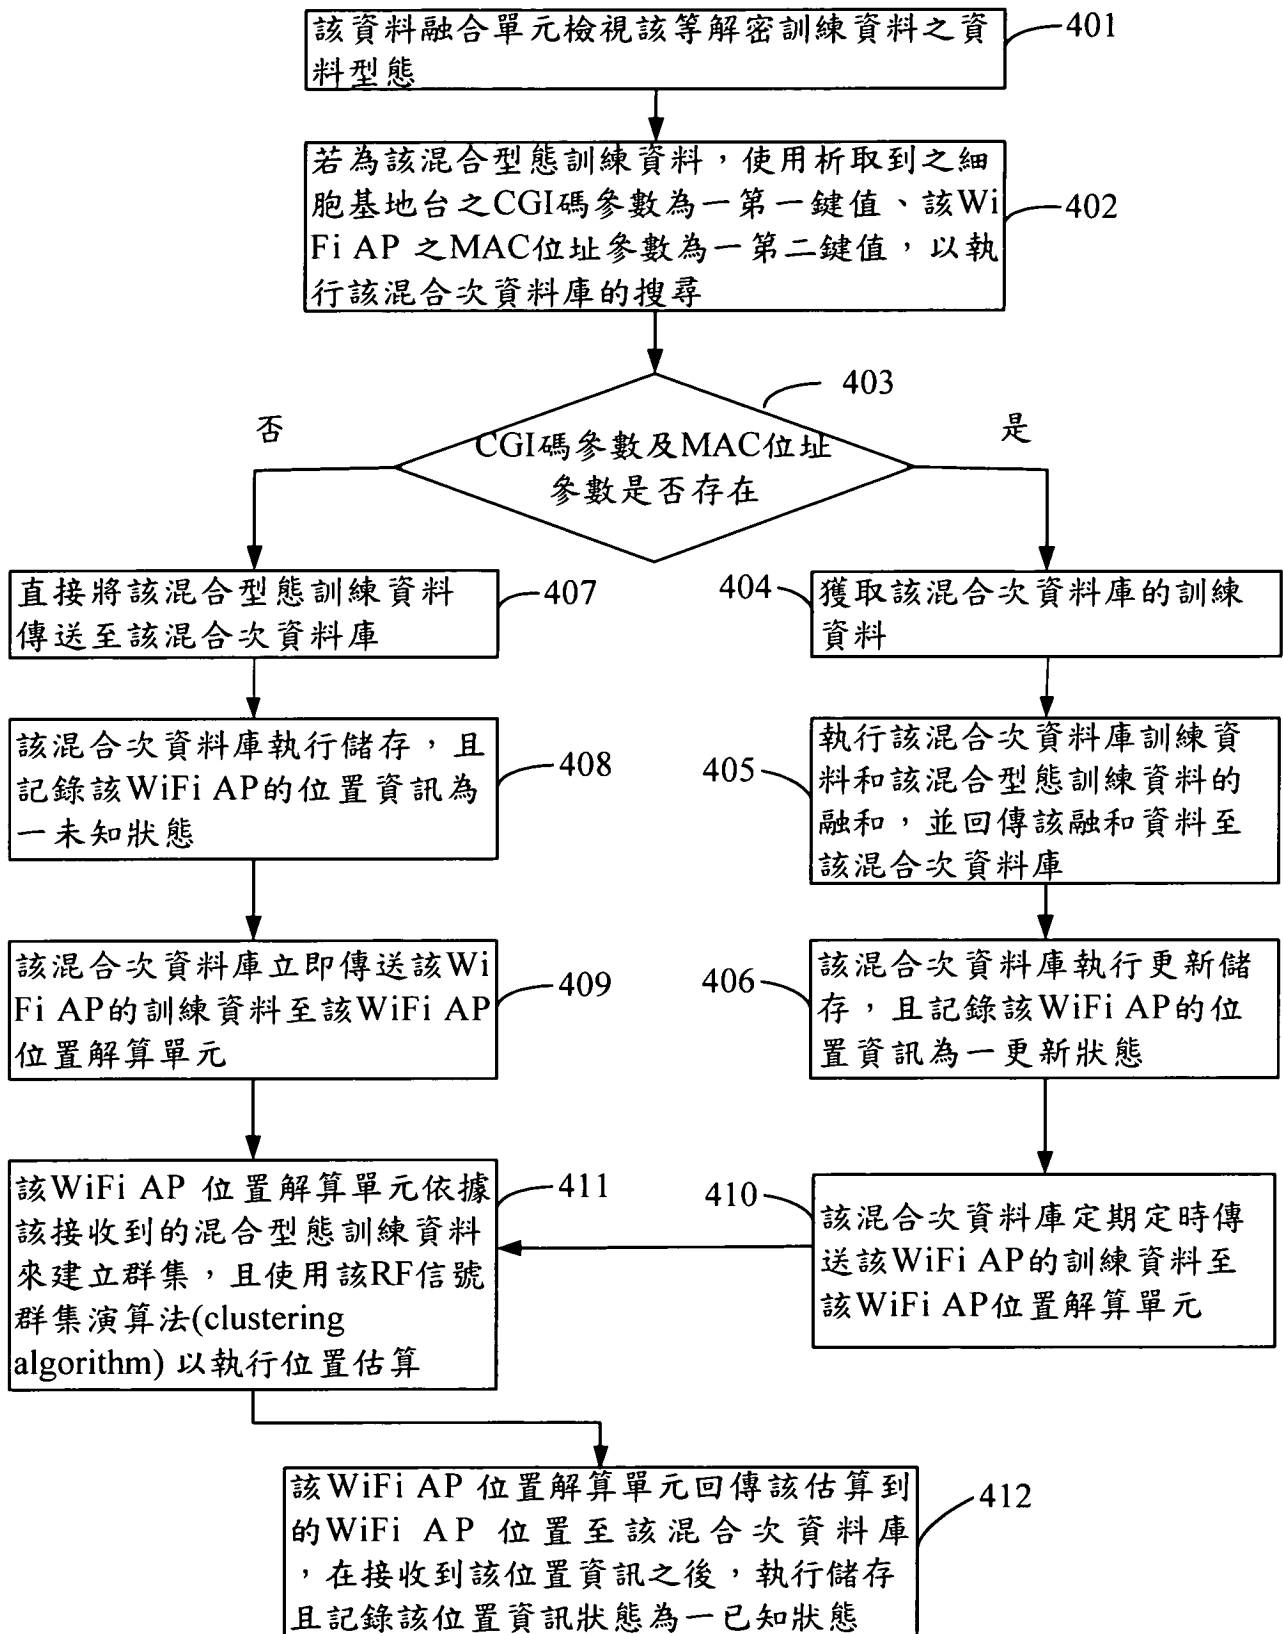 該資料融合單元檢視該等解密訓練資料之資
料型態
401
若為該混合型態訓練資料，使用析取到之細
胞基地台之CGI碼參數為一第一鍵值、該Wi
Fi AP 之MAC位址參數為一第二鍵值，以執
行該混合次資料庫的搜尋
402
403
否
CGI碼參數及MAC位址
參數是否存在
是
直接將該混合型態訓練資料
傳送至該混合次資料庫
407
404
獲取該混合次資料庫的訓練
資料
該混合次資料庫執行儲存，且
記錄該WiFi AP的位置資訊為
一未知狀態
408
405
執行該混合次資料庫訓練資
料和該混合型態訓練資料的
融和，並回傳該融和資料至
該混合次資料庫
該混合次資料庫立即傳送該Wi
Fi AP的訓練資料至該WiFi AP
位置解算單元
409
406
該混合次資料庫執行更新儲
存，且記錄該WiFi AP的位
置資訊為一更新狀態
該WiFi AP 位置解算單元依據
該接收到的混合型態訓練資料
來建立群集，且使用該RF信號
群集演算法(clustering
algorithm) 以執行位置估算
411
410
該混合次資料庫定期定時傳
送該WiFi AP的訓練資料至
該WiFi AP位置解算單元
該WiFi AP 位置解算單元回傳該估算到
的WiFi AP 位置至該混合次資料庫
，在接收到該位置資訊之後，執行儲存
且記錄該位置資訊狀態為一已知狀態
412